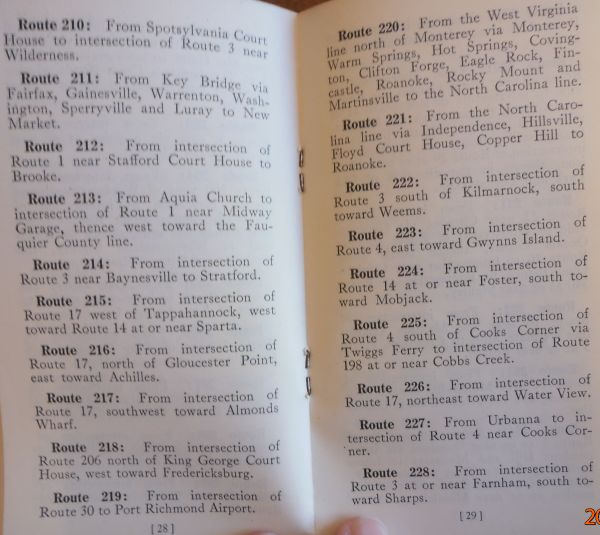 Route 210: From Spotsylvania Court
House to intersection of Route 3 near
Wilderness.
Route 211: From Key Bridge via
Fairfax, Gainesville, Warrenton, Wash-
ington, Sperryville and Luray to New
Market.
Route 212: From intersection of
Route 1 near Stafford Court House to
Brooke.
Route 213: From Aquia Church to
intersection of Route 1 near Midway
Garage, thence west toward the Fau-
quier County line.
Route 214: From intersection of
Route 3 near Baynesville to Stratford.
Route 215: From intersection of
Route 17 west of Tappahannock, west
toward Route 14 at or near Sparta.
Route 216: From intersection of
Route 17, north of Gloucester Point,
east toward Achilles.
Route 217: From intersection of
Route 17, southwest toward Almonds
Wharf.
Route 218: From intersection of
Route 206 north of King George Court
House, west toward Fredericksburg.
Route 219: From intersection of
Route 30 to Port Richmond Airport.
[28]
Route 220: From the West Virginia
line north of Monterey via Monterey,
Warm Springs, Hot Springs, Coving-
ton, Clifton Forge, Eagle Rock, Fin-
castle, Roanoke, Rocky Mount and
Martinsville to the North Carolina line.
Route 221: From the North Caro-
lina line via Independence, Hillsville,
Floyd Court House, Copper Hill to
Roanoke.
Route 222: From intersection of
Route 3 south of Kilmarnock, south
toward Weems.
Route 223: From intersection of
Route 4, east toward Gwynns Island.
Route 224: From intersection of
Route 14 at or near Foster, south to-
ward Mobjack.
Route 225: From intersection of
Route 4 south of Cooks Corner via
Twiggs Ferry to intersection of Route
198 at or near Cobbs Creek.
Route 226: From intersection of
Route 17, northeast toward Water View.
Route 227: From Urbanna to in-
tersection of Route 4 near Cooks Cor-
ner.
Route 228: From intersection of
Route 3 at or near Farnham, south to-
ward Sharps.
[29]